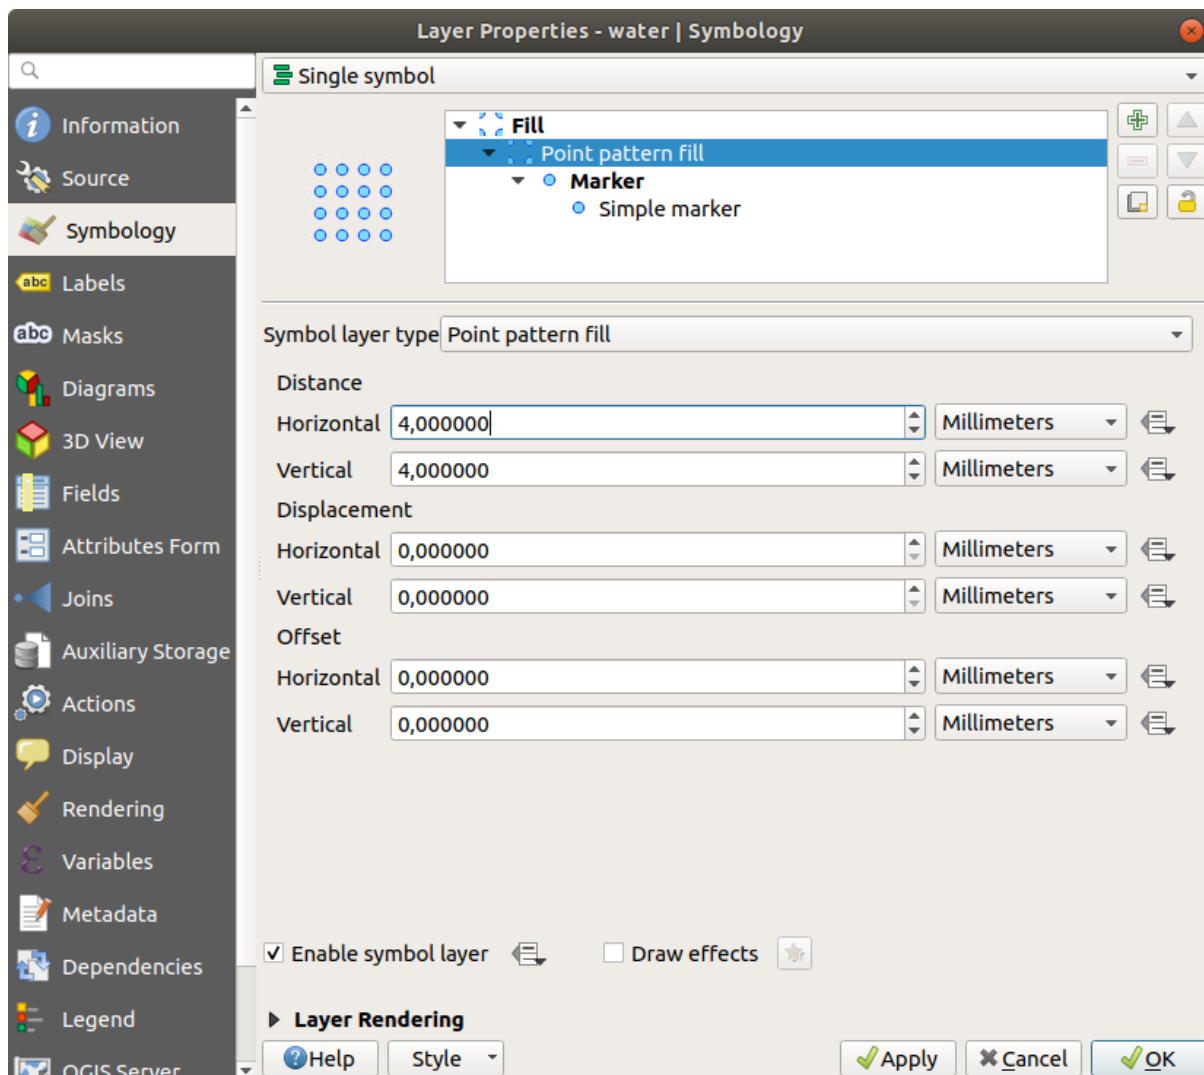 Layer Properties - water | Symbology
Single symbol
Information
Source
Symbology
Labels
Masks
Diagrams
3D View
Fields
Attributes Form
Joins
Auxiliary Storage
Actions
Display
Rendering
Variables
Metadata
Dependencies
Legend
QGIS Server
Fill
Point pattern fill
Marker
Simple marker
Symbol layer type Point pattern fill
Distance
Horizontal 4,000000 Millimeters
Vertical 4,000000 Millimeters
Displacement
Horizontal 0,000000 Millimeters
Vertical 0,000000 Millimeters
Offset
Horizontal 0,000000 Millimeters
Vertical 0,000000 Millimeters
Enable symbol layer Draw effects
Layer Rendering
Help Style Apply Cancel OK